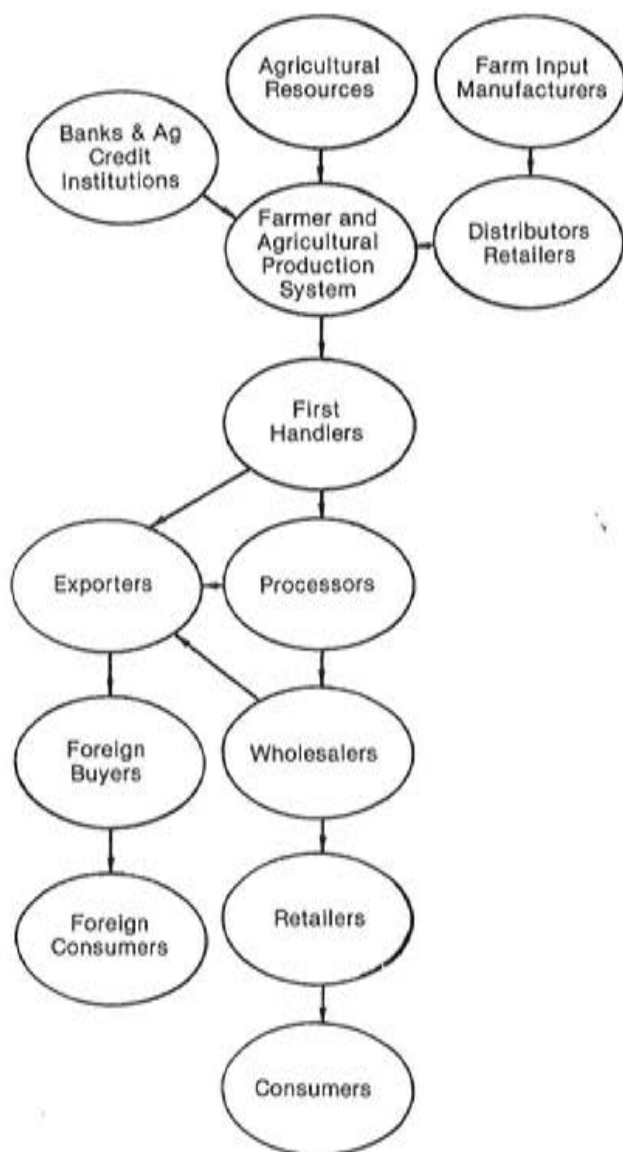 Agricultural
Resources
Farm Input
Manufacturers
Banks & Ag
Credit
Institutions
Farmer and
Agricultural
Production
System
Distributors
Retailers
First
Handlers
Exporters
Processors
Foreign
Buyers
Wholesalers
Foreign
Consumers
Retailers
Consumers